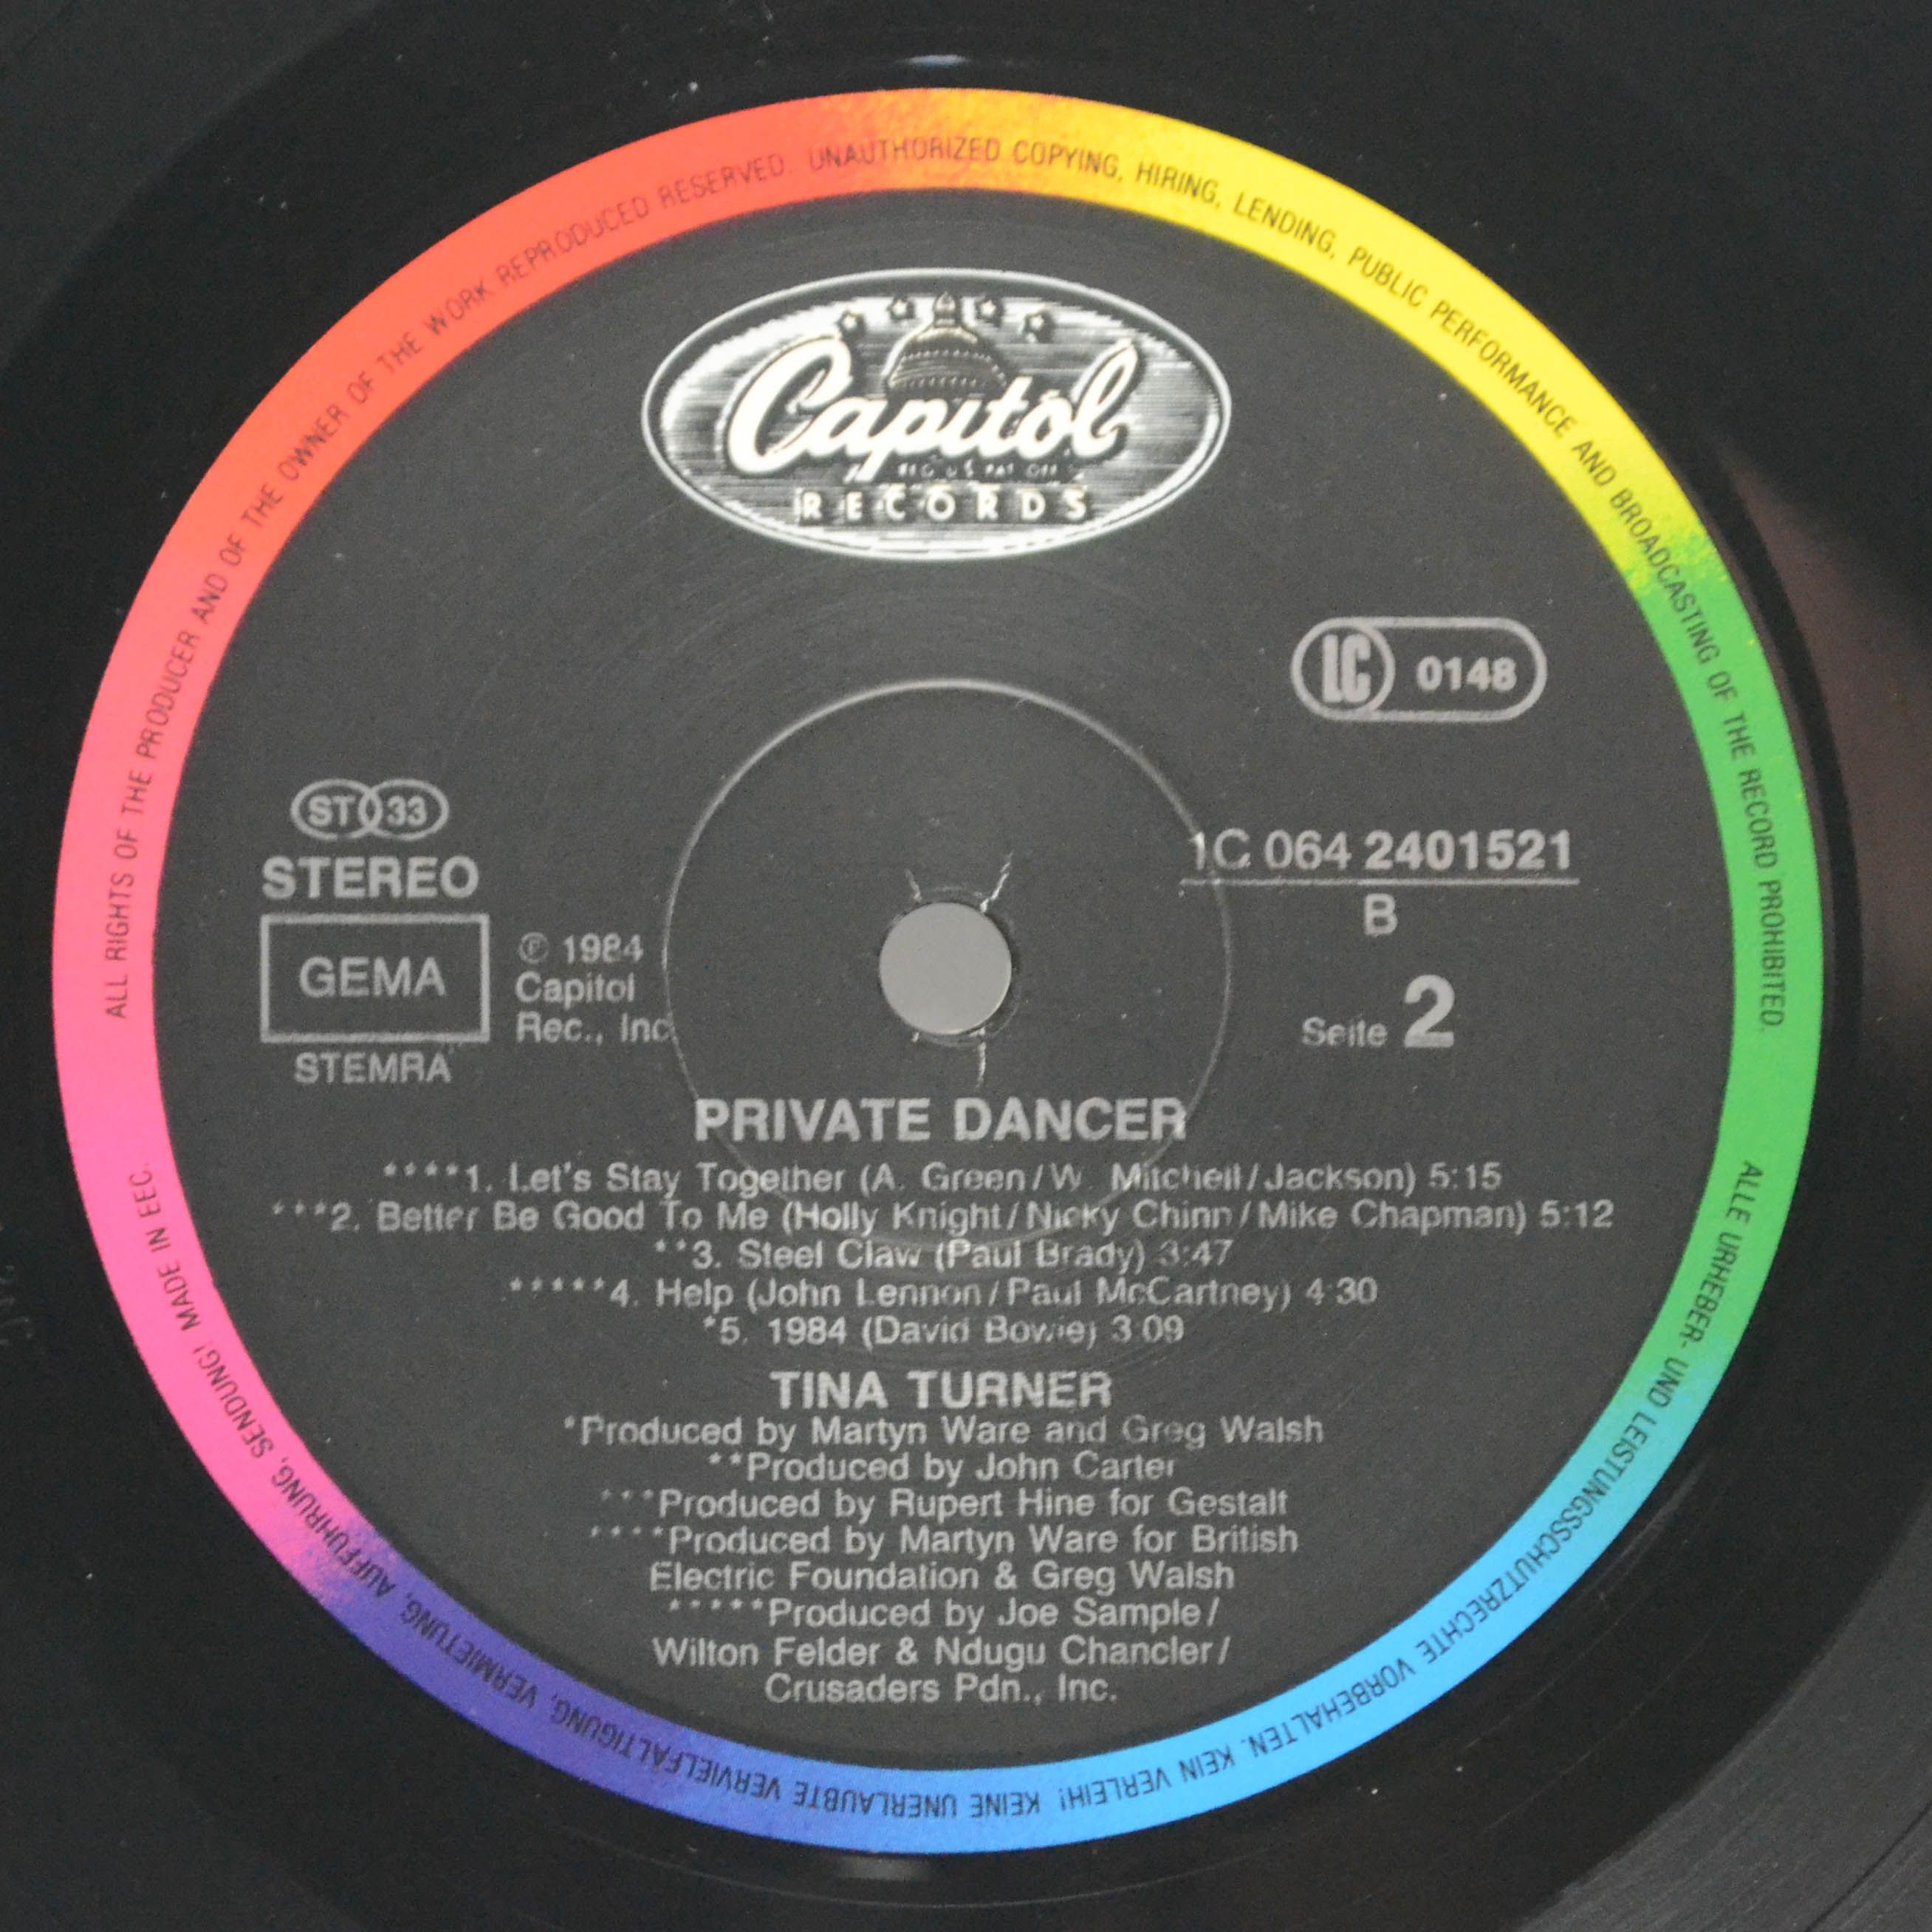 ALL RIGHTS OF THE PRODUCER AND OF THE OWNER OF THE WORK REPRODUCED RESERVED. UNAUTHORIZED COPYING, HIRING, LENDING, PUBLIC PERFORMANCE AND BROADCASTING OF THE RECORD PROHIBITED.
Capitol
REG. U.S. PAT. OFF.
RECORDS
LC 0148
ST 33
STEREO
GEMA
STEMRA
℗ 1984
Capitol
Rec., Inc
1C 064 2401521
B
Seite 2
PRIVATE DANCER
****1. Let's Stay Together (A. Green/W. Mitchell/Jackson) 5:15
***2. Better Be Good To Me (Holly Knight/Nicky Chinn/Mike Chapman) 5:12
**3. Steel Claw (Paul Brady) 3:47
*****4. Help (John Lennon/Paul McCartney) 4:30
*5. 1984 (David Bowie) 3:09
TINA TURNER
*Produced by Martyn Ware and Greg Walsh
**Produced by John Carter
***Produced by Rupert Hine for Gestalt
****Produced by Martyn Ware for British
Electric Foundation & Greg Walsh
*****Produced by Joe Sample/
Wilton Felder & Ndugu Chancler/
Crusaders Pdn., Inc.
ALLE URHEBER- UND LEISTUNGSSCHUTZRECHTE VORBEHALTEN. KEIN VERLEIH! KEINE UNERLAUBTE VERVIELFÄLTIGUNG, VERMIETUNG, AUFFÜHRUNG, SENDUNG! MADE IN EEC.